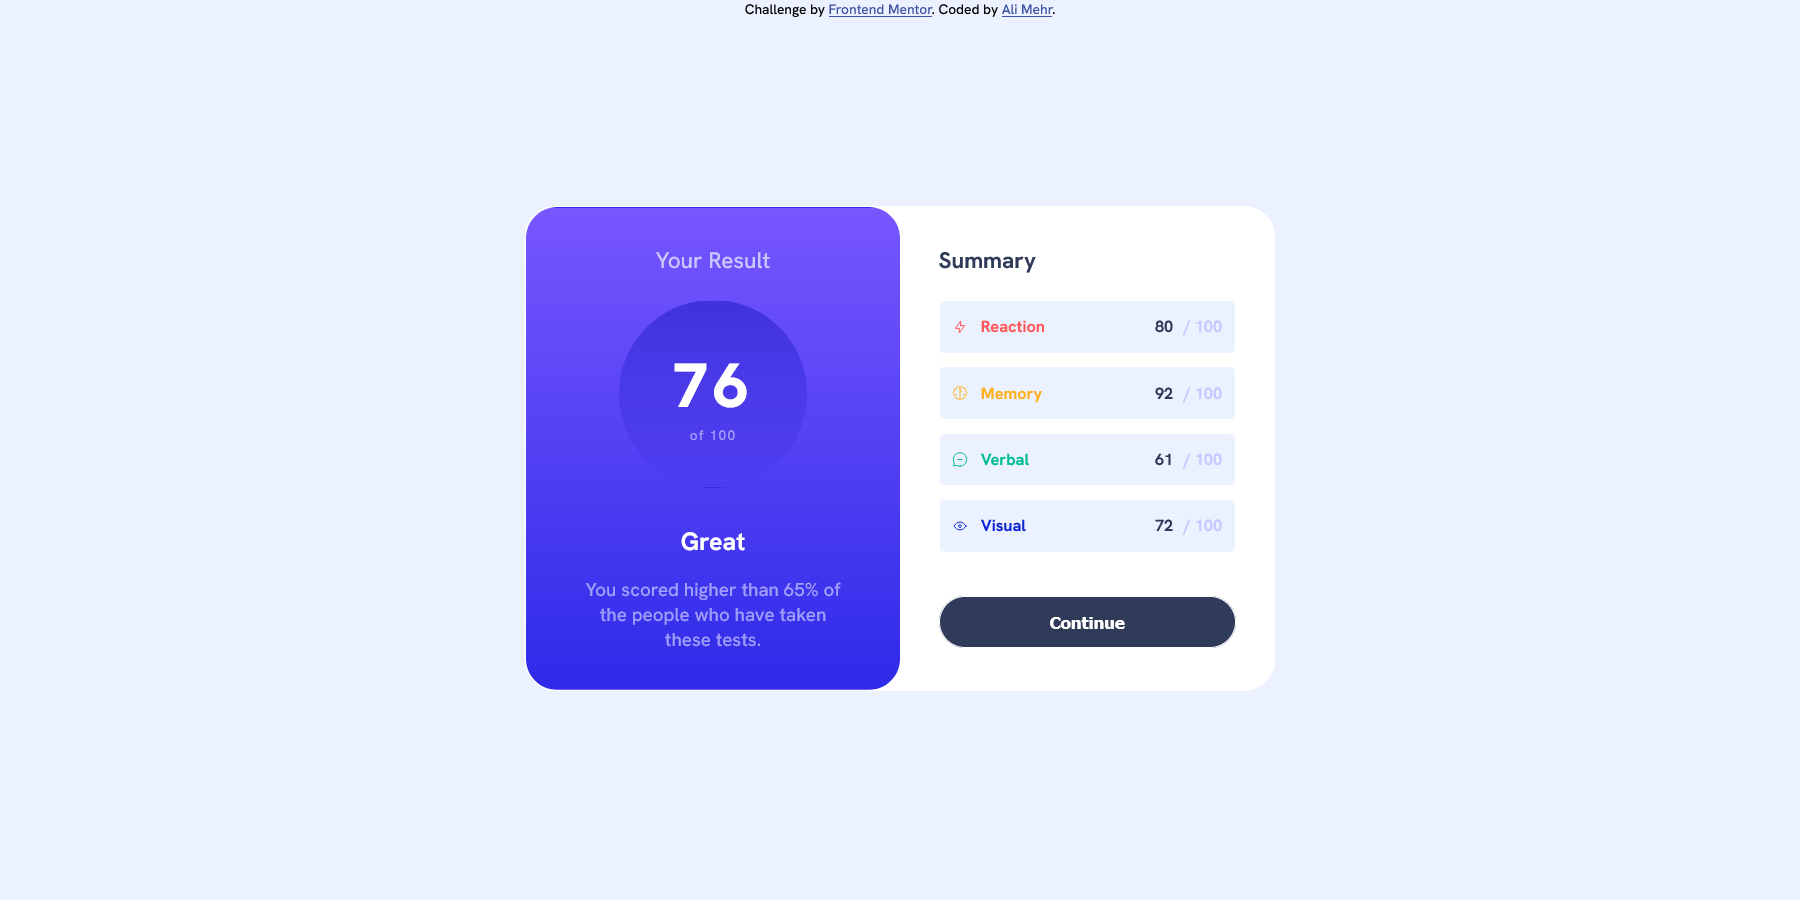 Challenge by Frontend Mentor. Coded by Ali Mehr.
Your Result
76
of 100
Great
You scored higher than 65% of
the people who have taken
these tests.
Summary
Reaction 80 / 100
Memory 92 / 100
Verbal 61 / 100
Visual 72 / 100
Continue